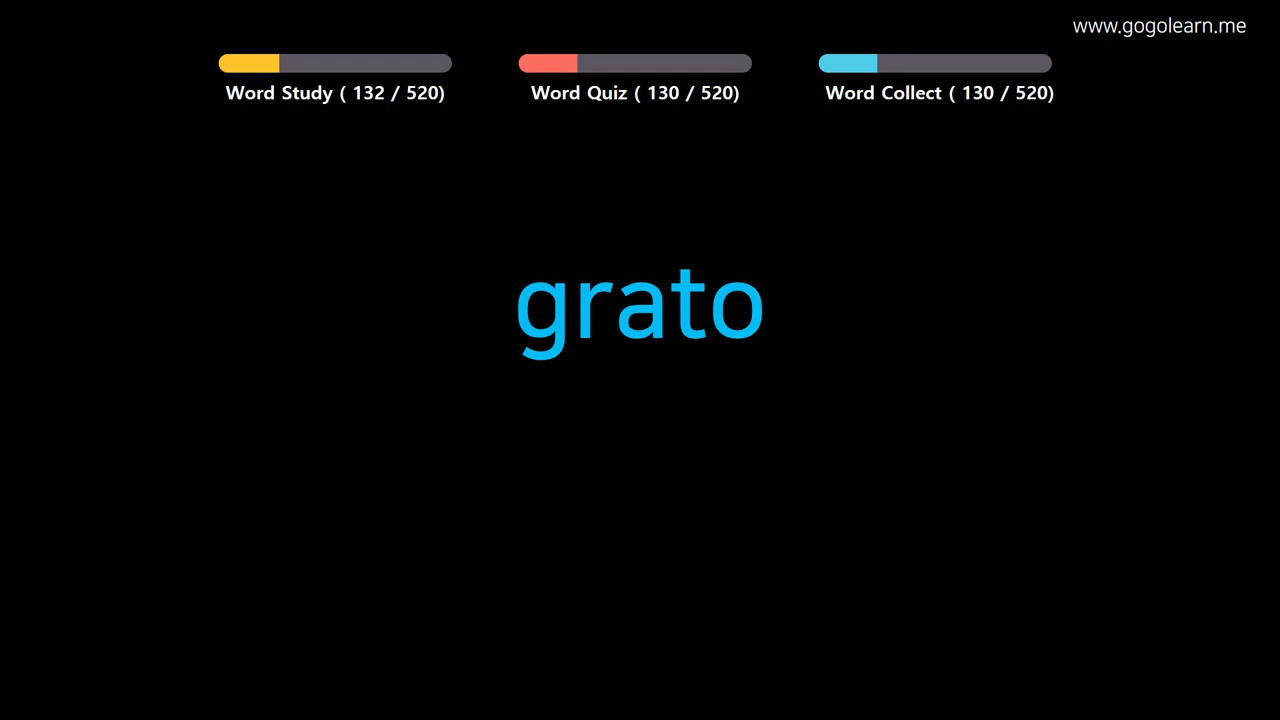 www.gogolearn.me
Word Study ( 132 / 520)
Word Quiz ( 130 / 520)
Word Collect ( 130 / 520)
grato